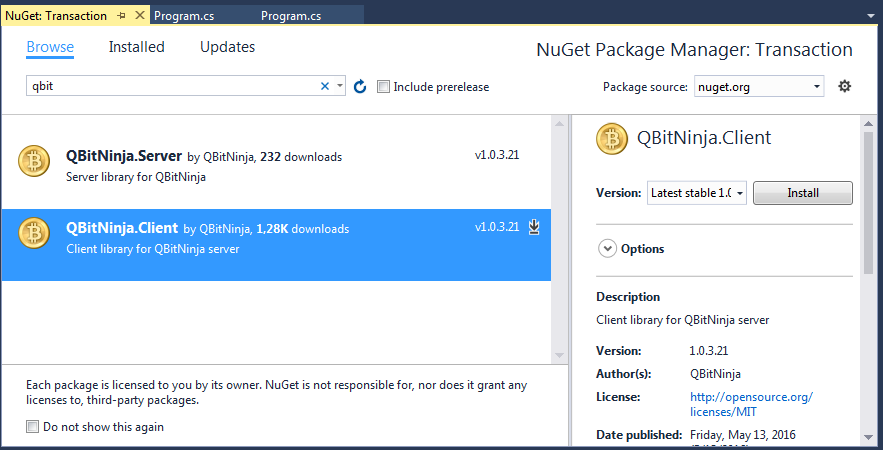 NuGet: Transaction
Program.cs
Program.cs
Browse
Installed
Updates
NuGet Package Manager: Transaction
qbit
Include prerelease
Package source: nuget.org
QBitNinja.Server by QBitNinja, 232 downloads
v1.0.3.21
Server library for QBitNinja
QBitNinja.Client by QBitNinja, 1,28K downloads
v1.0.3.21
Client library for QBitNinja server
Each package is licensed to you by its owner. NuGet is not responsible for, nor does it grant any
licenses to, third-party packages.
Do not show this again
QBitNinja.Client
Version: Latest stable 1.0
Install
Options
Description
Client library for QBitNinja server
Version: 1.0.3.21
Author(s): QBitNinja
License: http://opensource.org/
licenses/MIT
Date published: Friday, May 13, 2016